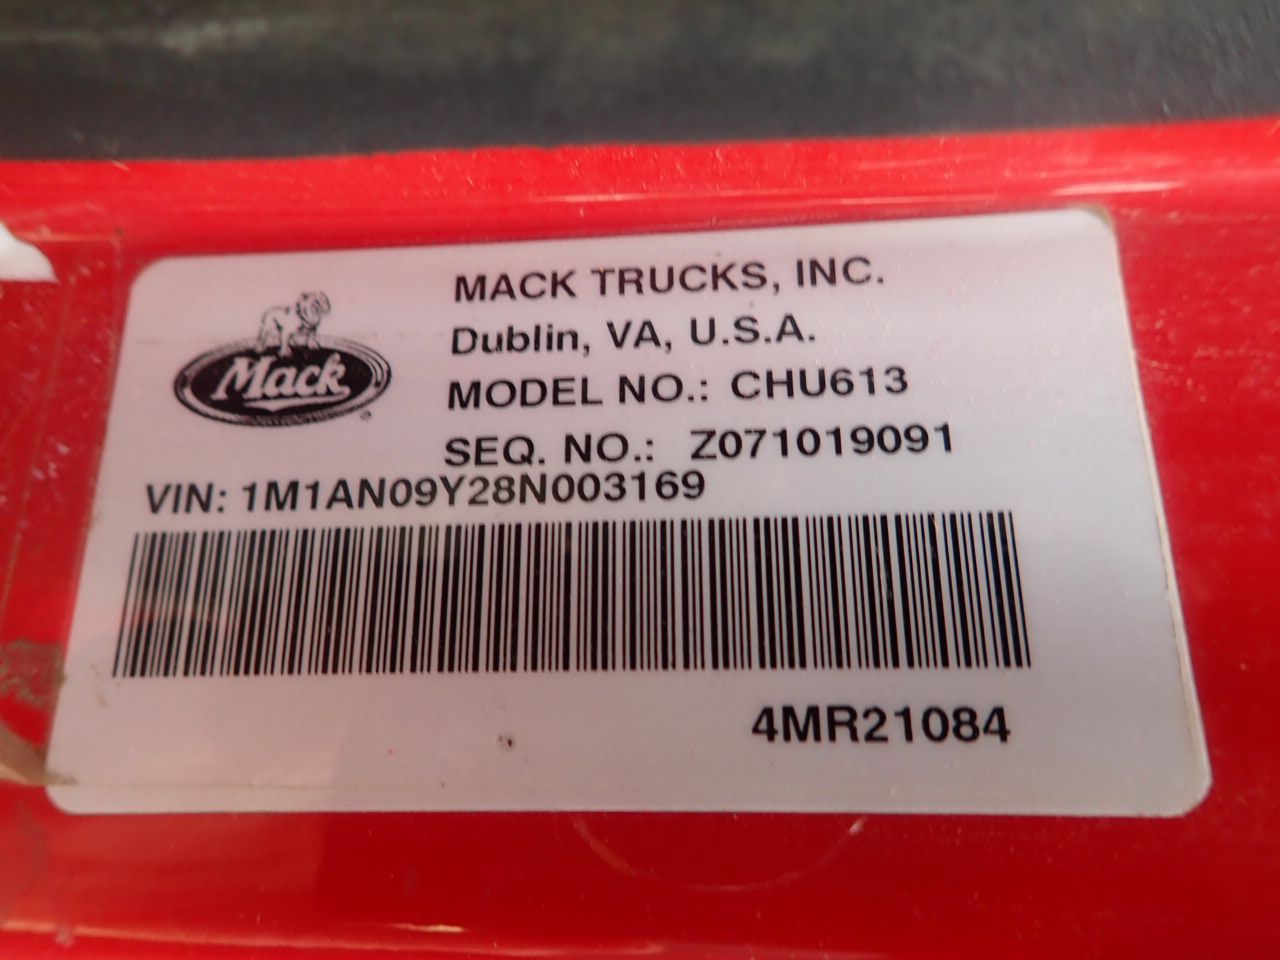 MACK TRUCKS, INC.
Mack
Dublin, VA, U.S.A.
MODEL NO.: CHU613
SEQ. NO.: Z071019091
VIN: 1M1AN09Y28N003169
4MR21084